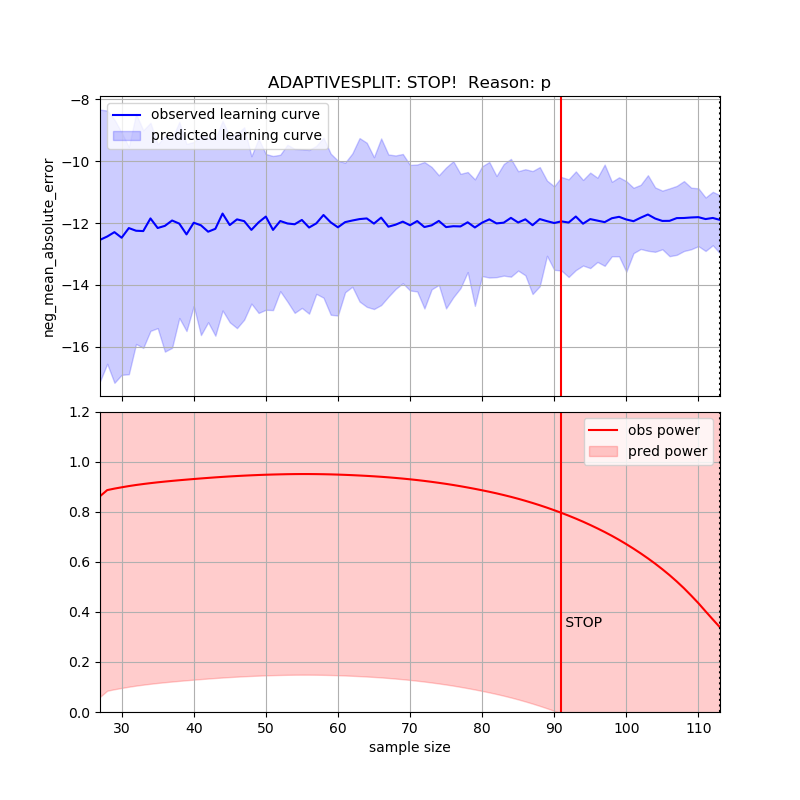 ADAPTIVESPLIT: STOP!  Reason: p
observed learning curve
predicted learning curve
neg_mean_absolute_error
−8
−10
−12
−14
−16
obs power
pred power
1.2
1.0
0.8
0.6
0.4
0.2
0.0
STOP
30 40 50 60 70 80 90 100 110
sample size